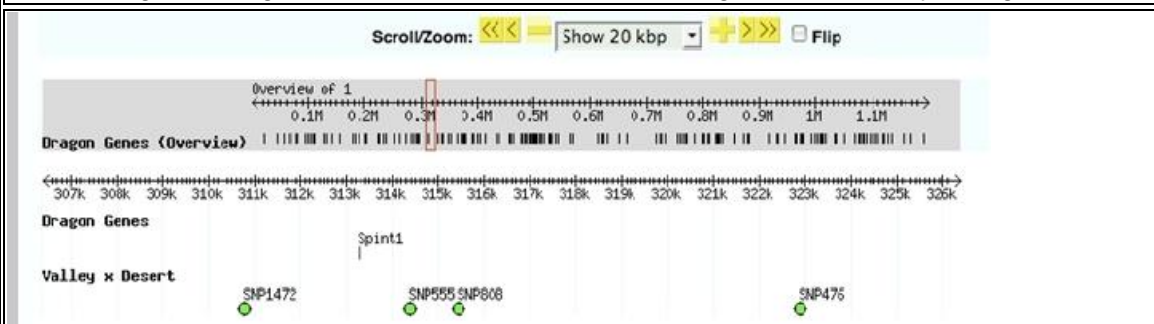 Scroll/Zoom: << < Show 20 kbp > >> Flip
Overview of 1
0.1M 0.2M 0.3M 0.4M 0.5M 0.6M 0.7M 0.8M 0.9M 1M 1.1M
Dragon Genes (Overview)
307k 308k 309k 310k 311k 312k 313k 314k 315k 316k 317k 318k 319k 320k 321k 322k 323k 324k 325k 326k
Dragon Genes
Spint1
Valley x Desert
SNP1472 SNP555 SNP808 SNP476